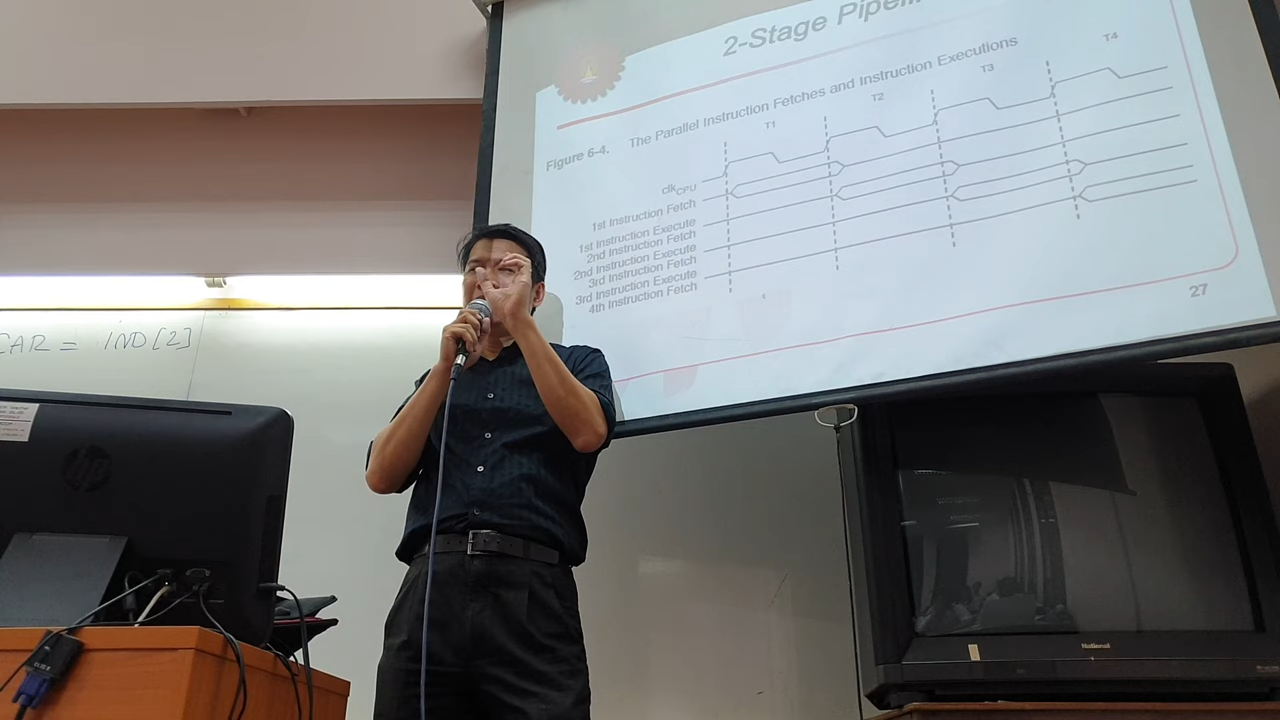 2-Stage Pipeli
Figure 6-4. The Parallel Instruction Fetches and Instruction Executions
T1 T2 T3 T4
clkCPU
1st Instruction Fetch
1st Instruction Execute
2nd Instruction Fetch
2nd Instruction Execute
3rd Instruction Fetch
3rd Instruction Execute
4th Instruction Fetch
27
CAR = IND[2]
hp
National